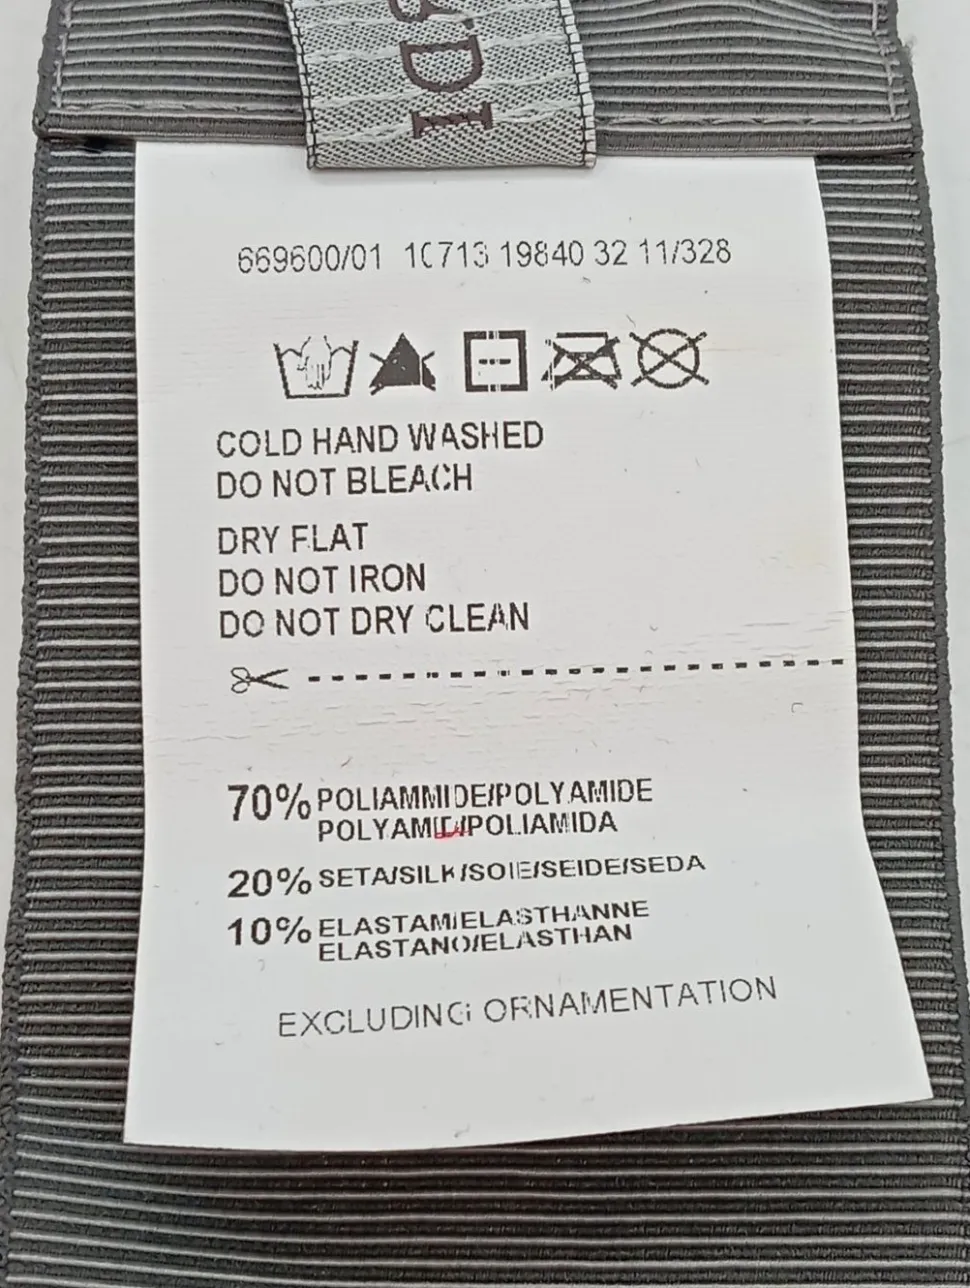 DI
669600/01 10713 19840 32 11/328
COLD HAND WASHED
DO NOT BLEACH
DRY FLAT
DO NOT IRON
DO NOT DRY CLEAN
70% POLIAMMIDE/POLYAMIDE
POLYAMID/POLIAMIDA
20% SETA/SILK/SOIE/SEIDE/SEDA
10% ELASTAM/ELASTHANNE
ELASTANO/ELASTHAN
EXCLUDING ORNAMENTATION